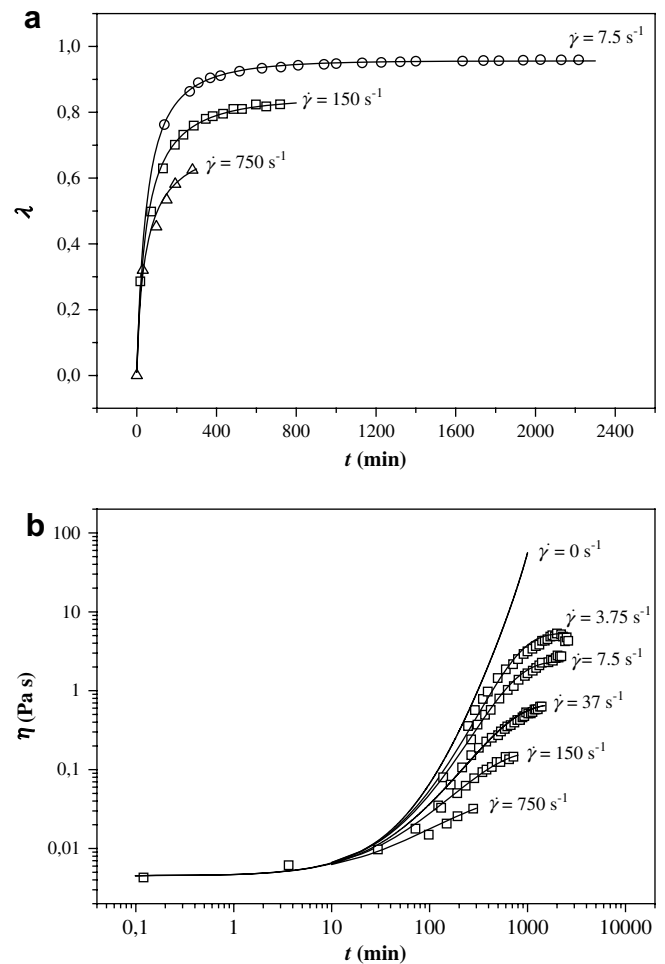 a
1,0
0,8
0,6
0,4
0,2
0,0
λ
γ̇ = 7.5 s⁻¹
γ̇ = 150 s⁻¹
γ̇ = 750 s⁻¹
0 400 800 1200 1600 2000 2400
t (min)
b
100
10
1
0,1
0,01
η (Pa s)
γ̇ = 0 s⁻¹
γ̇ = 3.75 s⁻¹
γ̇ = 7.5 s⁻¹
γ̇ = 37 s⁻¹
γ̇ = 150 s⁻¹
γ̇ = 750 s⁻¹
0,1 1 10 100 1000 10000
t (min)